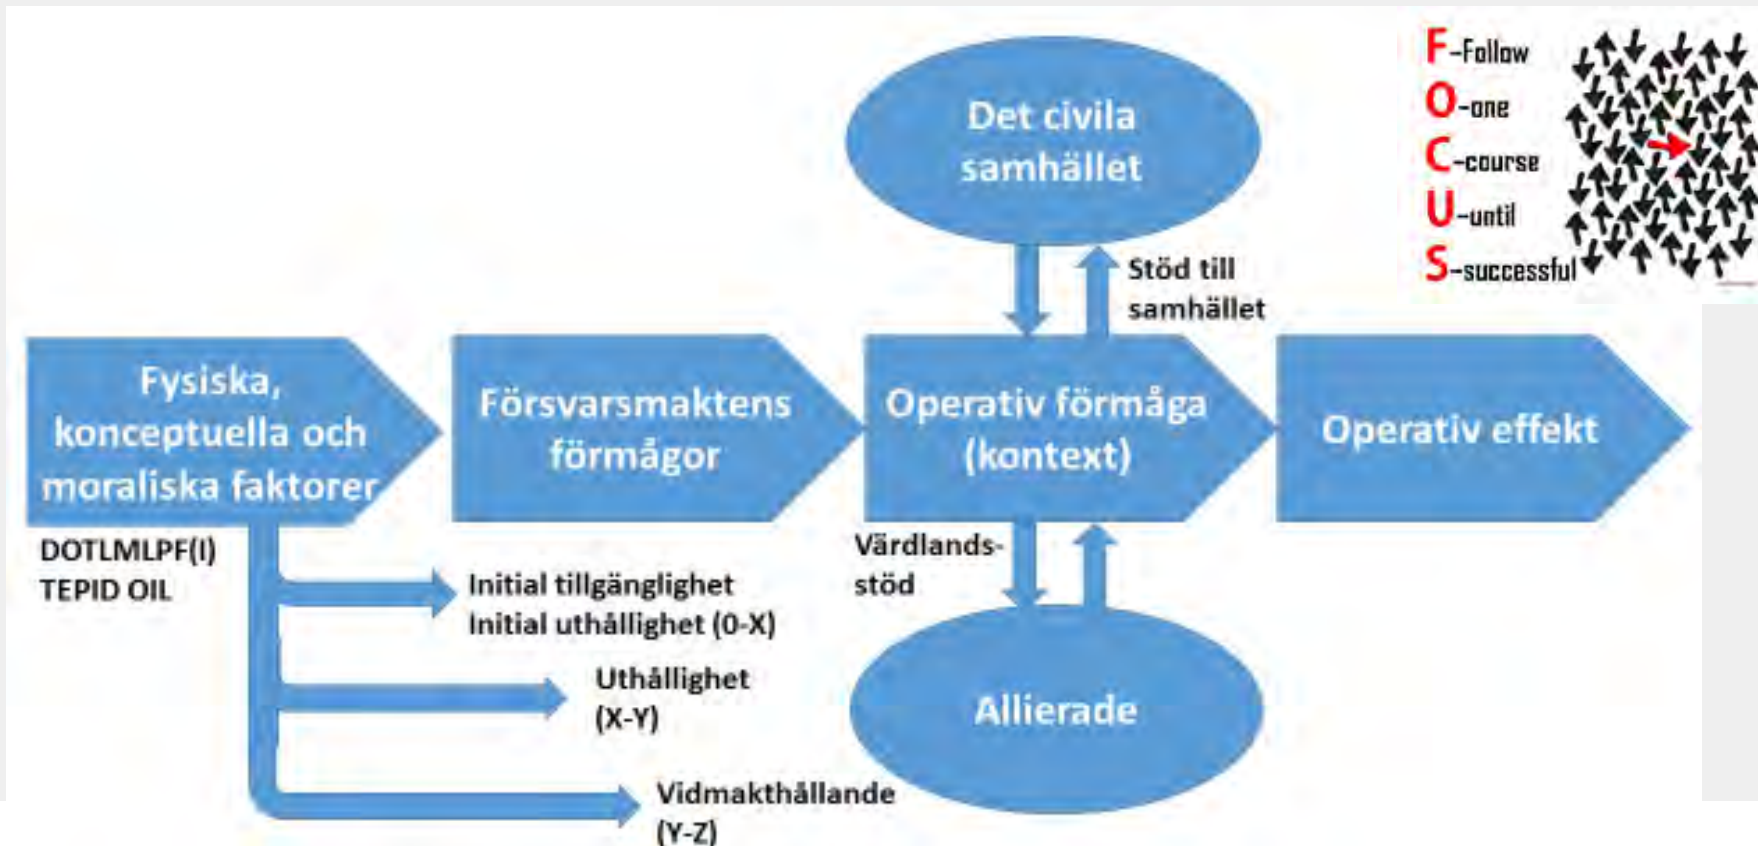 Det civila
samhället
F-Follow
O-one
C-course
U-until
S-successful
Stöd till
samhället
Fysiska,
konceptuella och
moraliska faktorer
Försvarsmaktens
förmågor
Operativ förmåga
(kontext)
Operativ effekt
DOTLMLPF(I)
TEPID OIL
Initial tillgänglighet
Initial uthållighet (0-X)
Uthållighet
(X-Y)
Vidmakthållande
(Y-Z)
Värdlands-
stöd
Allierade